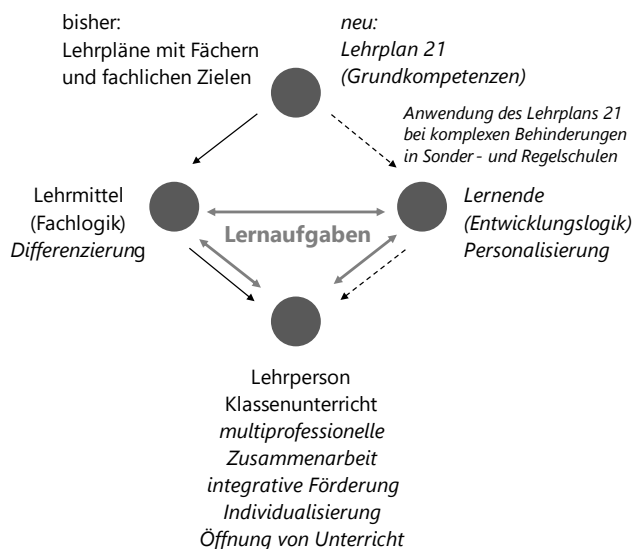 bisher:
Lehrpläne mit Fächern
und fachlichen Zielen
neu:
Lehrplan 21
(Grundkompetenzen)
Anwendung des Lehrplans 21
bei komplexen Behinderungen
in Sonder- und Regelschulen
Lehrmittel
(Fachlogik)
Differenzierung
Lernaufgaben
Lernende
(Entwicklungslogik)
Personalisierung
Lehrperson
Klassenunterricht
multiprofessionelle
Zusammenarbeit
integrative Förderung
Individualisierung
Öffnung von Unterricht